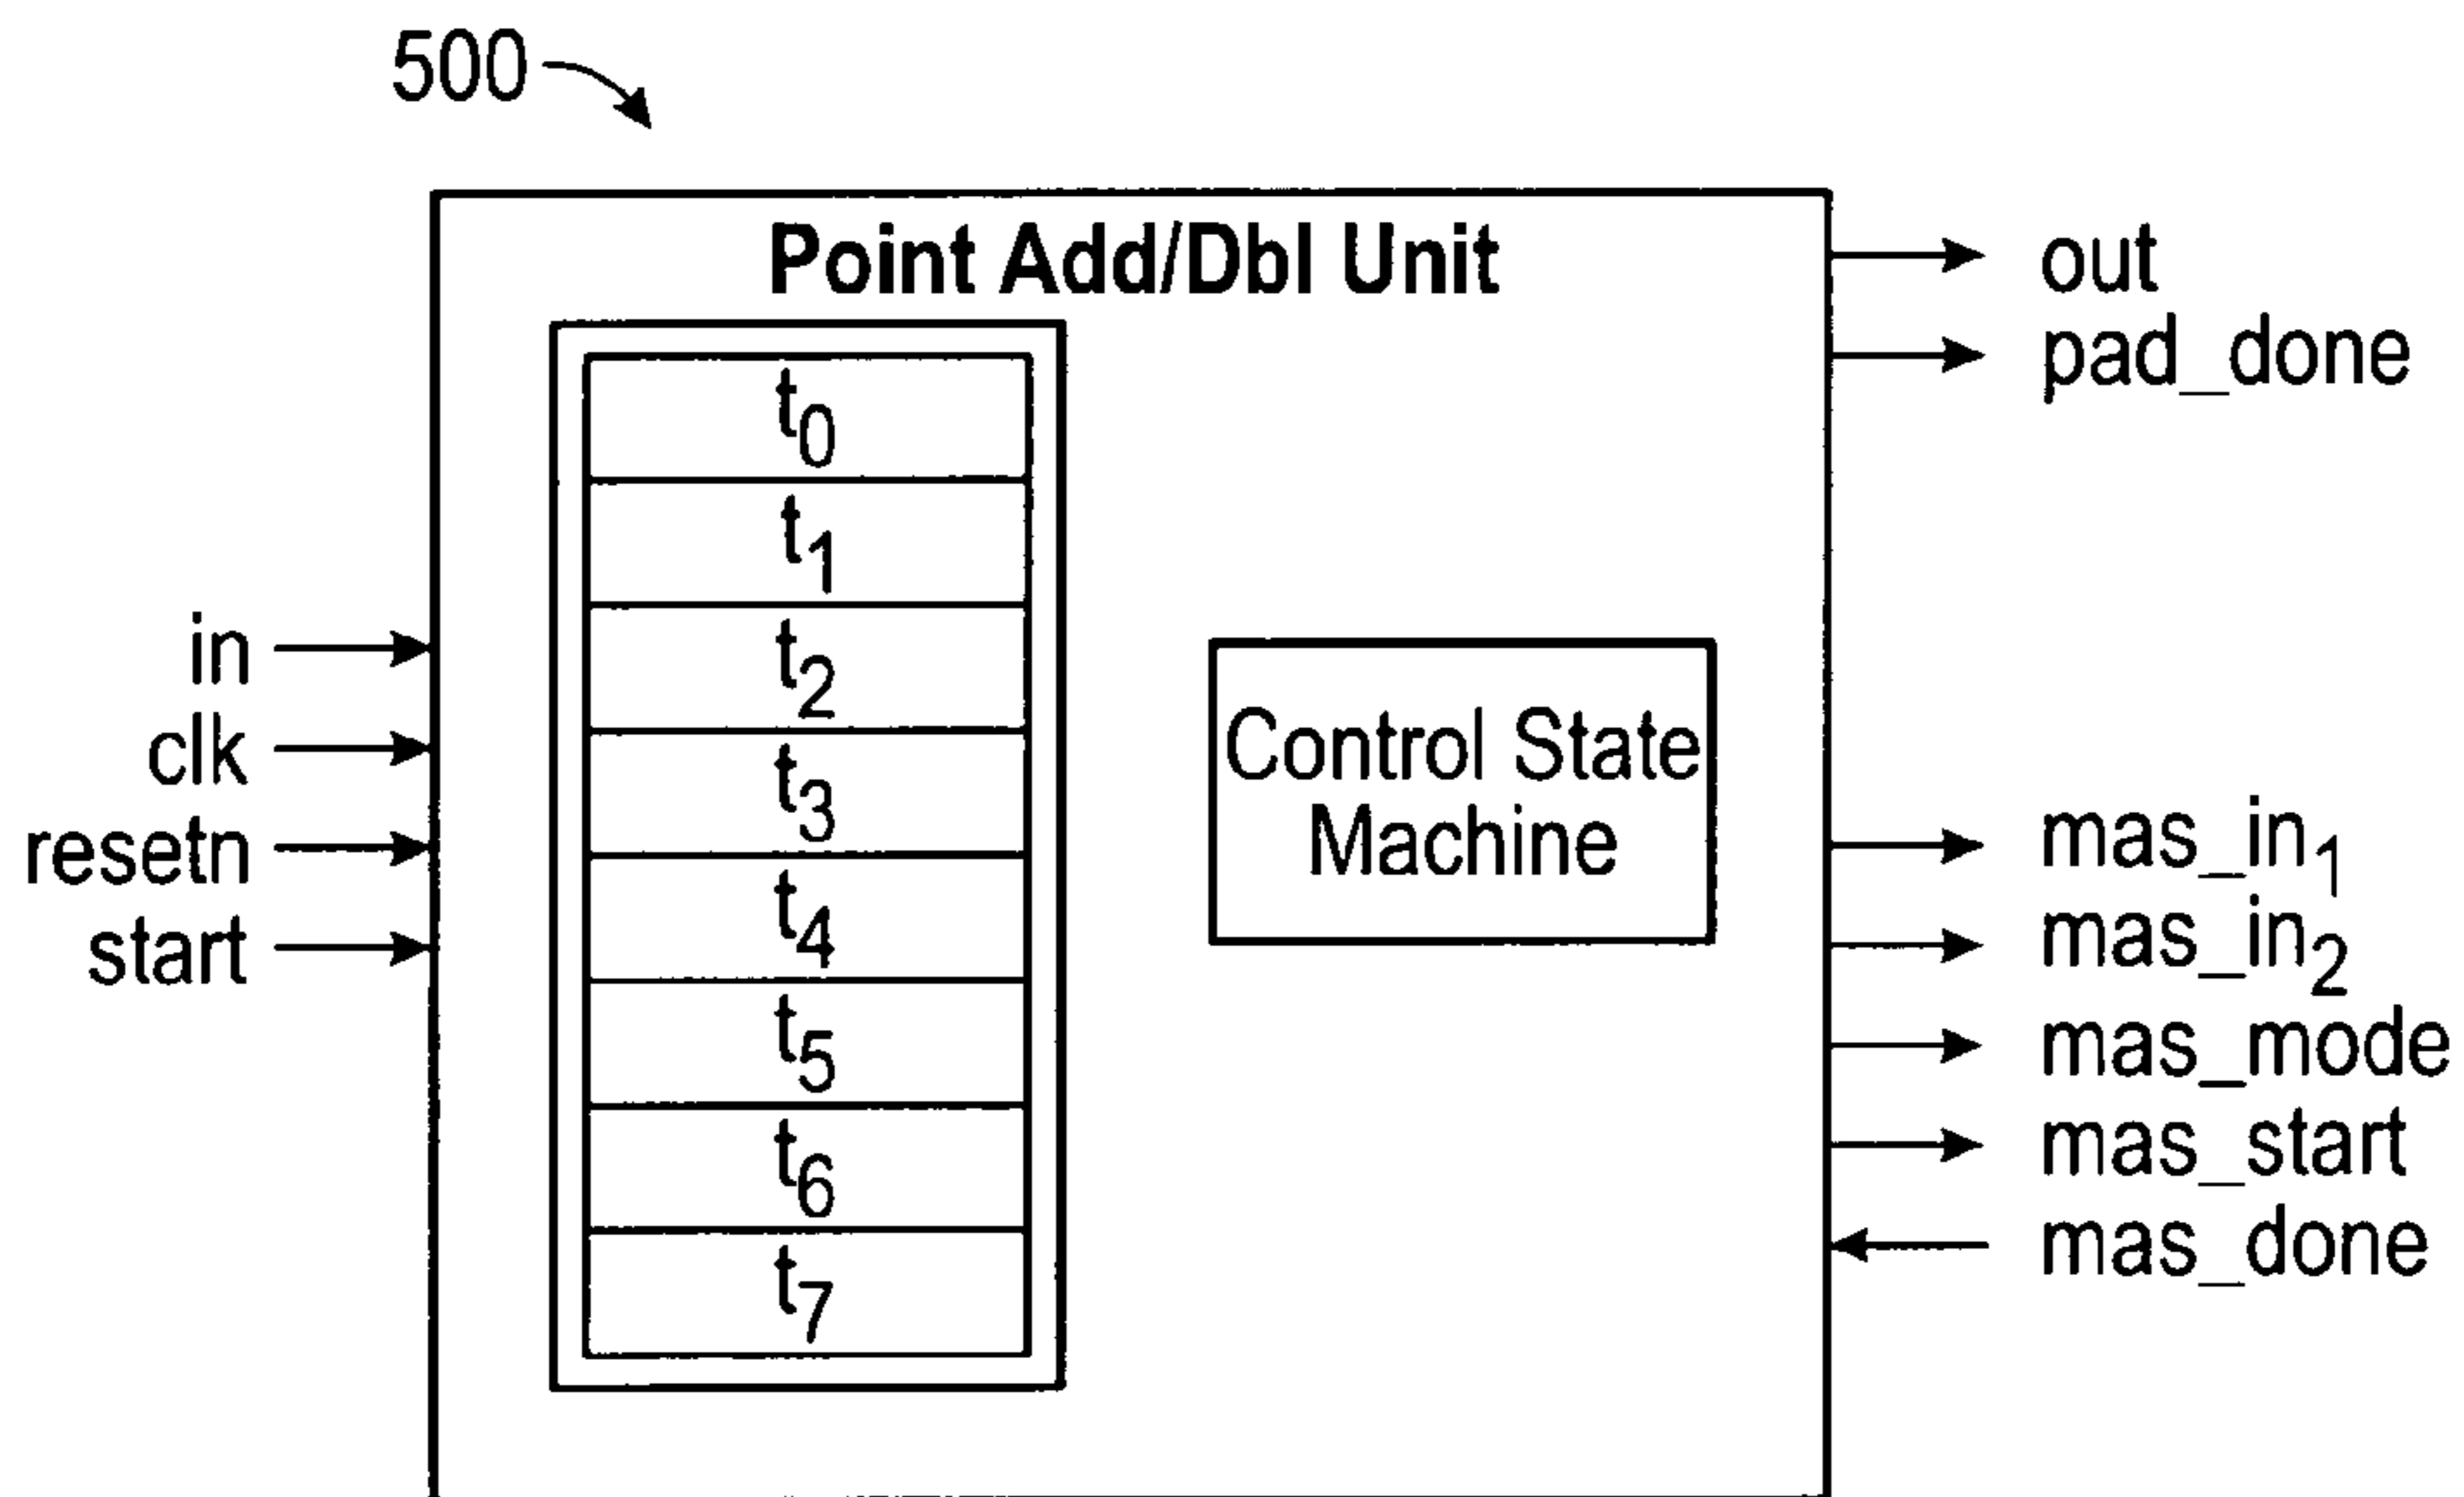 500
Point Add/Dbl Unit
t0
t1
t2
t3
t4
t5
t6
t7
Control State
Machine
in
clk
resetn
start
out
pad_done
mas_in1
mas_in2
mas_mode
mas_start
mas_done